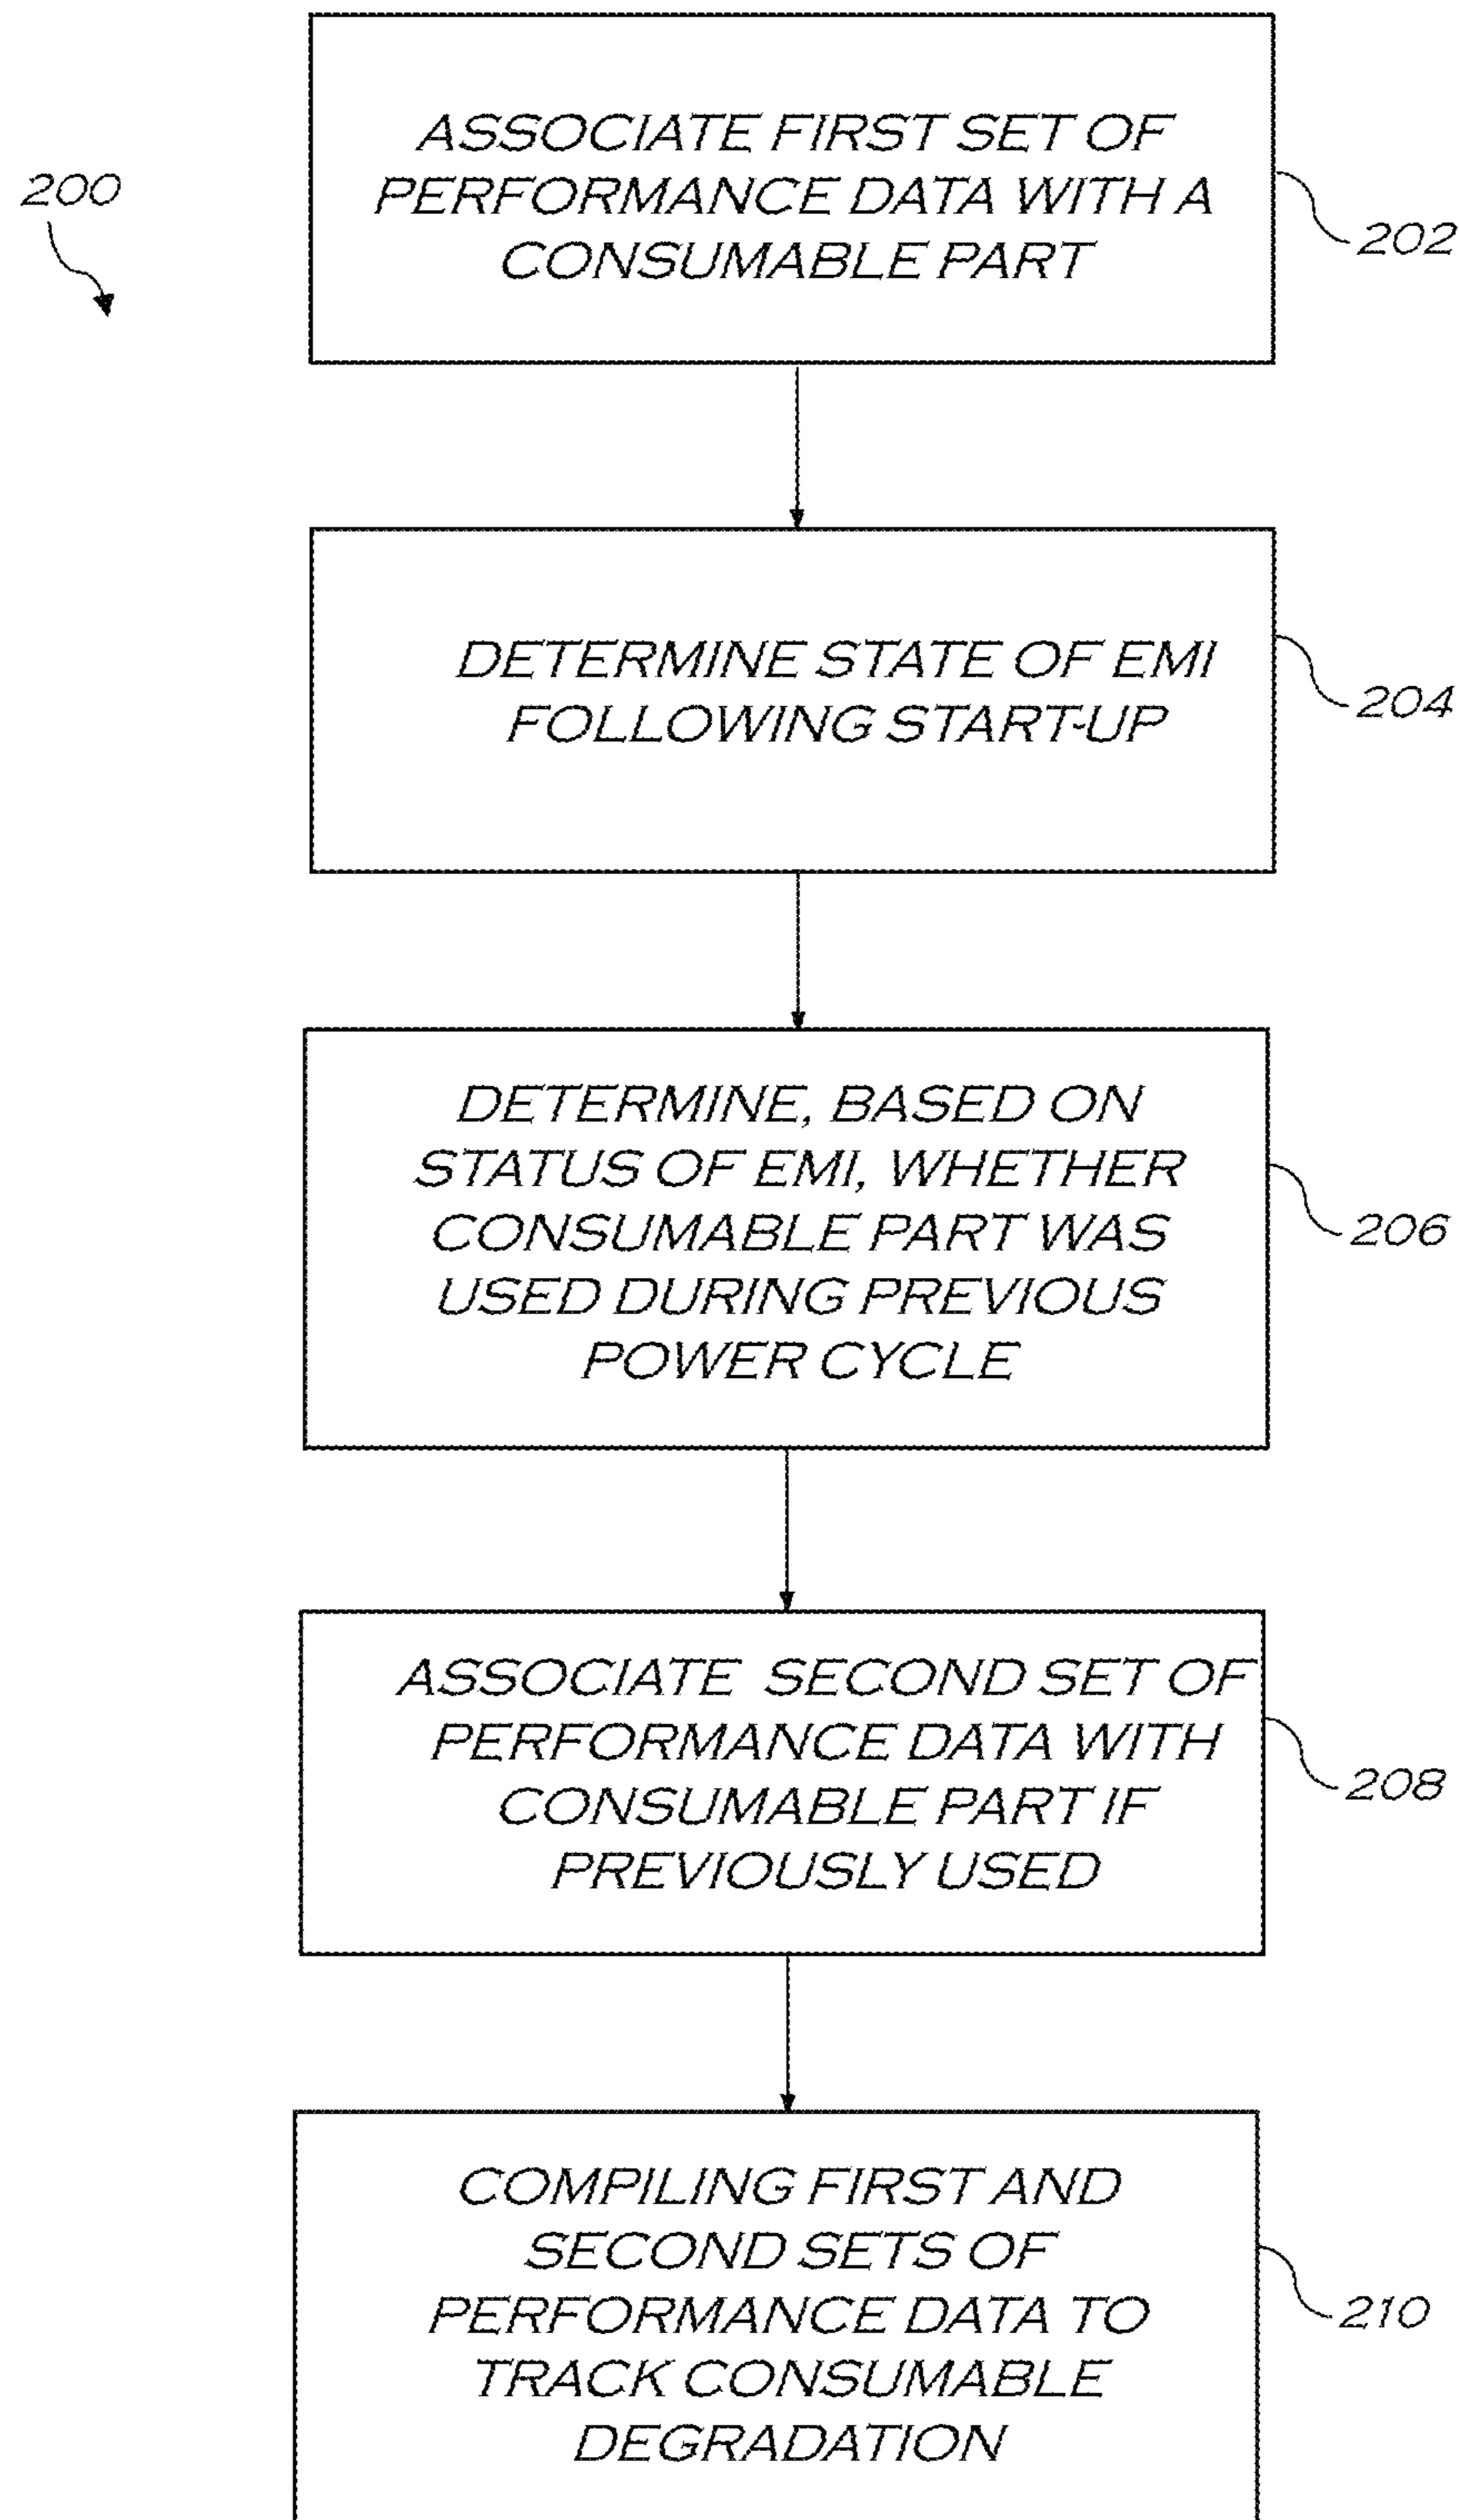 200
ASSOCIATE FIRST SET OF
PERFORMANCE DATA WITH A
CONSUMABLE PART
202
DETERMINE STATE OF EMI
FOLLOWING START-UP
204
DETERMINE, BASED ON
STATUS OF EMI, WHETHER
CONSUMABLE PART WAS
USED DURING PREVIOUS
POWER CYCLE
206
ASSOCIATE SECOND SET OF
PERFORMANCE DATA WITH
CONSUMABLE PART IF
PREVIOUSLY USED
208
COMPILING FIRST AND
SECOND SETS OF
PERFORMANCE DATA TO
TRACK CONSUMABLE
DEGRADATION
210